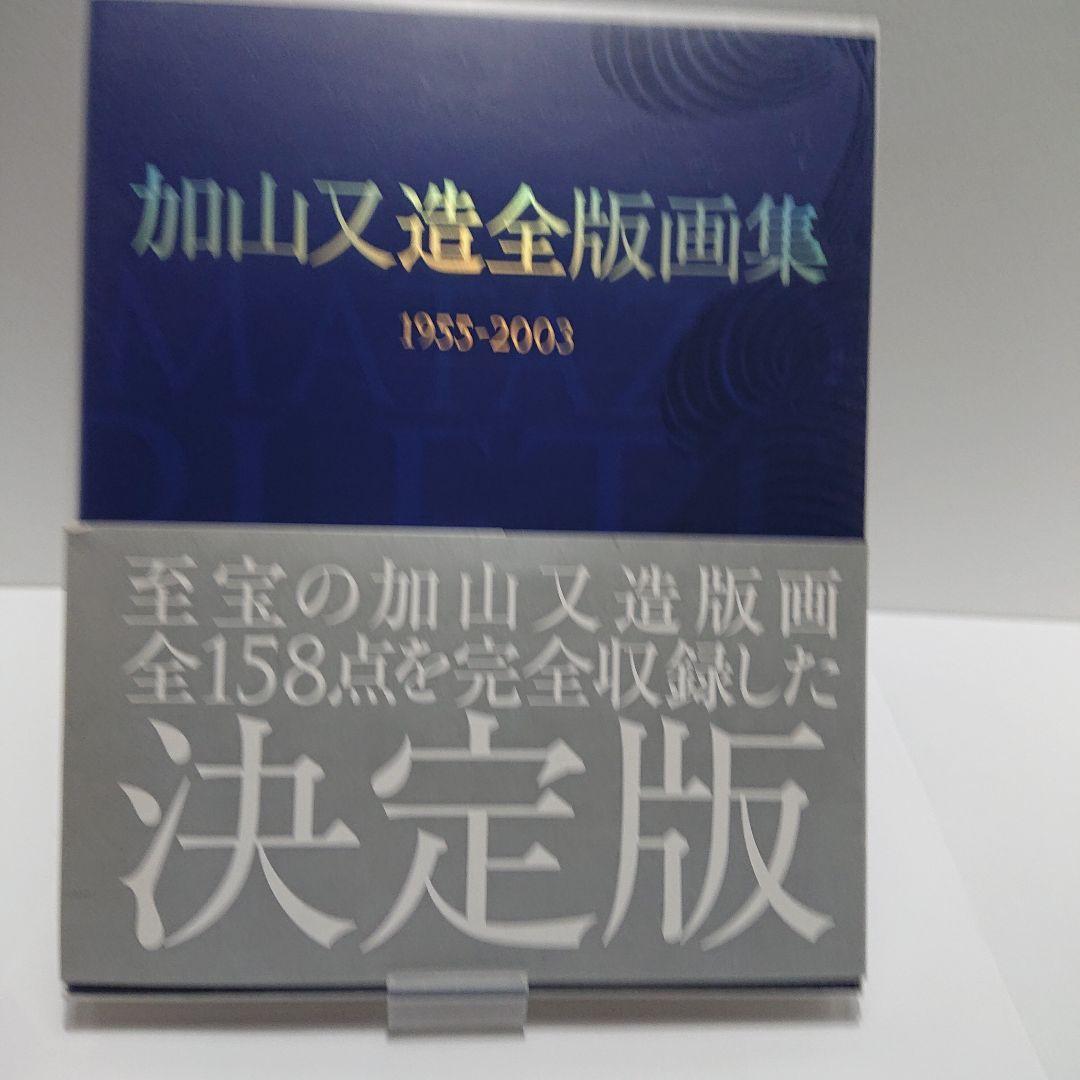 加山又造全版画集
1955-2003
MATAZ
至宝の加山又造版画
全158点を完全収録した
決定版